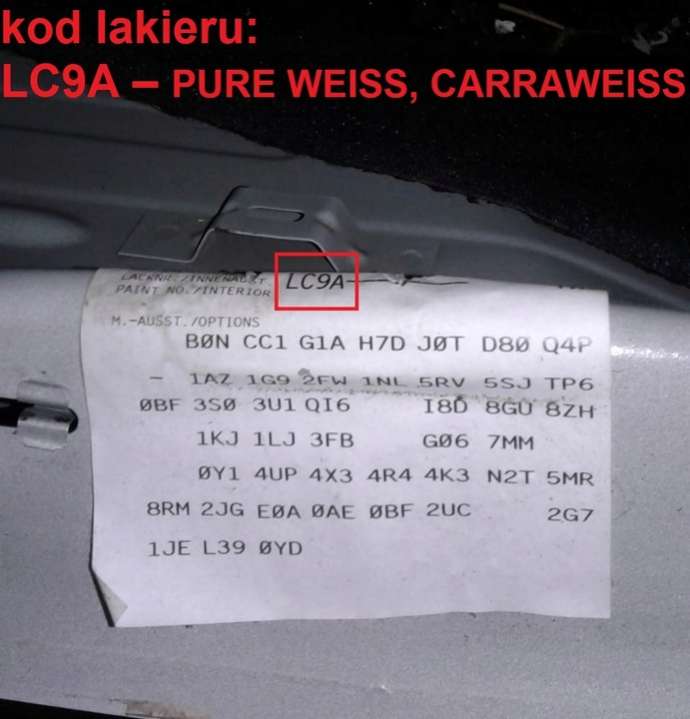 kod lakieru:
LC9A – PURE WEISS, CARRAWEISS
LACKNR./INNENAUSST. LC9A
PAINT NO./INTERIOR
M.-AUSST./OPTIONS
BØN CC1 G1A H7D JØT D8Ø Q4P
- 1AZ 1G9 2FW 1NL 5RV 5SJ TP6
ØBF 3SØ 3U1 QI6 I8D 8GU 8ZH
1KJ 1LJ 3FB GØ6 7MM
ØY1 4UP 4X3 4R4 4K3 N2T 5MR
8RM 2JG EØA ØAE ØBF 2UC 2G7
1JE L39 ØYD